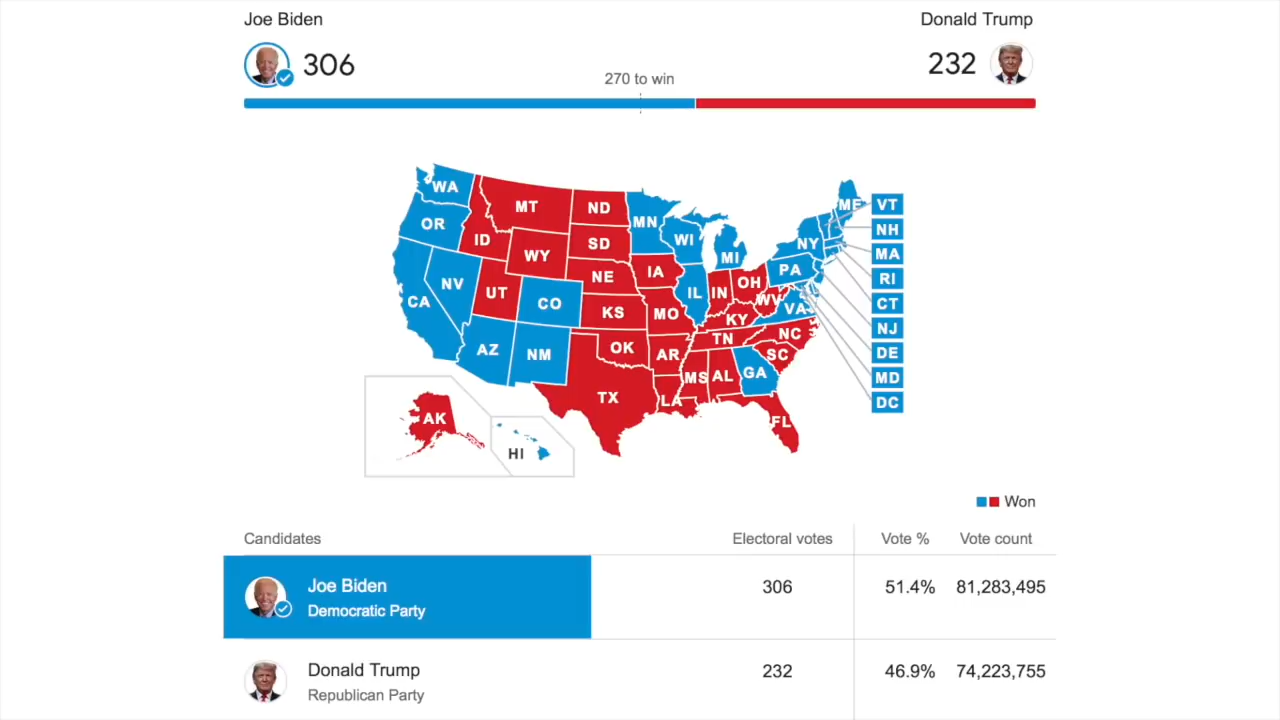 Joe Biden
Donald Trump
306
232
270 to win
WA
MT
ND
MN
ME
VT
OR
ID
WY
SD
WI
MI
NY
NH
MA
NV
UT
CO
NE
IA
IL
IN
OH
PA
RI
CA
KS
MO
KY
WV
VA
CT
AZ
NM
OK
AR
TN
NC
NJ
TX
LA
MS
AL
GA
SC
DE
MD
AK
HI
FL
DC
Won
Candidates
Electoral votes
Vote %
Vote count
Joe Biden
Democratic Party
306
51.4%
81,283,495
Donald Trump
Republican Party
232
46.9%
74,223,755